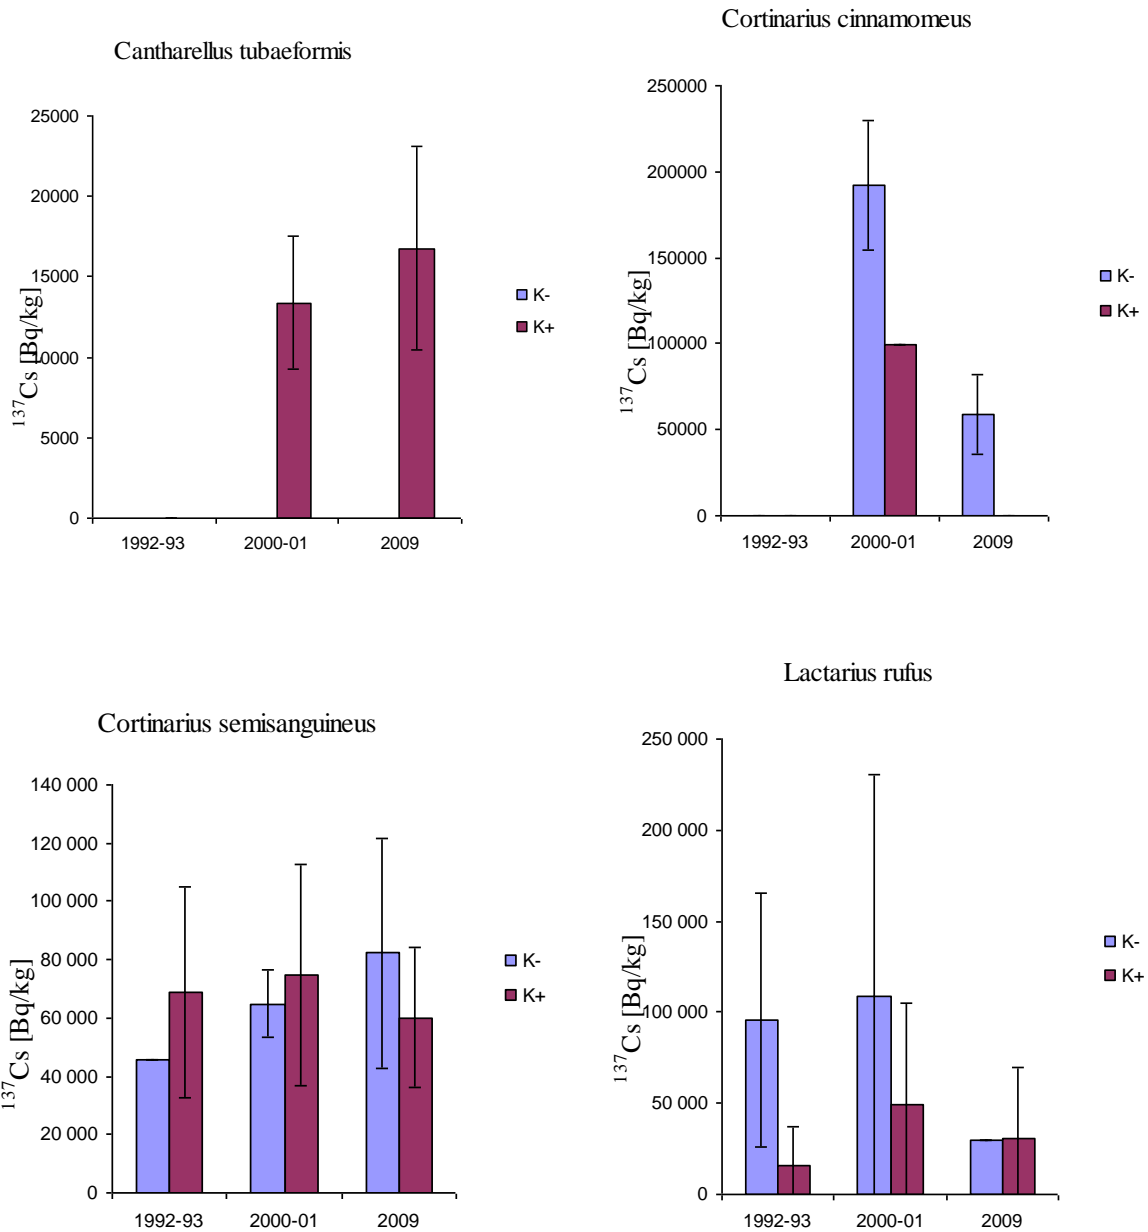 Cantharellus tubaeformis
25000
20000
15000
10000
5000
0
¹³⁷Cs [Bq/kg]
1992-93 2000-01 2009
K-
K+
Cortinarius cinnamomeus
250000
200000
150000
100000
50000
0
¹³⁷Cs [Bq/kg]
1992-93 2000-01 2009
K-
K+
Cortinarius semisanguineus
140 000
120 000
100 000
80 000
60 000
40 000
20 000
0
¹³⁷Cs [Bq/kg]
1992-93 2000-01 2009
K-
K+
Lactarius rufus
250 000
200 000
150 000
100 000
50 000
0
¹³⁷Cs [Bq/kg]
1992-93 2000-01 2009
K-
K+